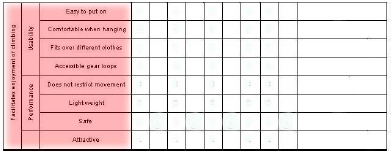 Facilitates enjoyment of climbing
Usability
Easy to put on
Comfortable when hanging
Fits over different clothes
Accessible gear loops
Performance
Does not restrict movement
Lightweight
Safe
Attractive